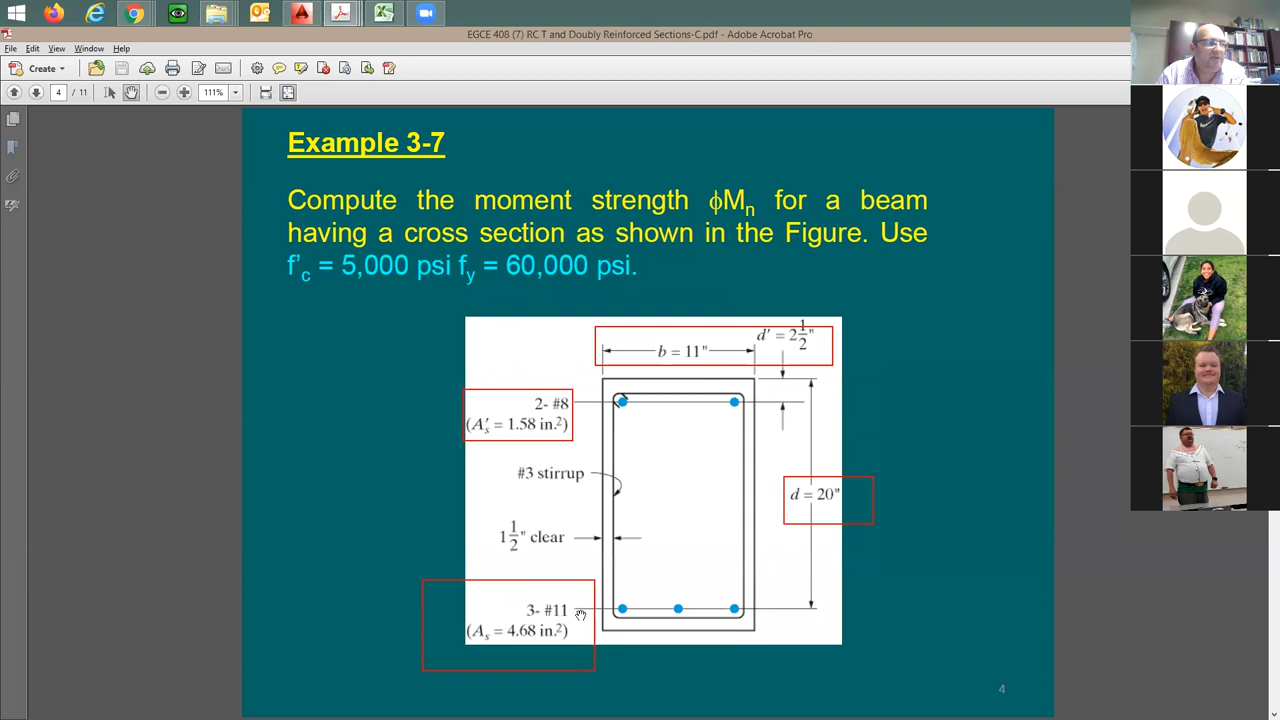 EGCE 408 (7) RC T and Doubly Reinforced Sections-C.pdf - Adobe Acrobat Pro
File Edit View Window Help
Create
4 / 11 111%
Example 3-7
Compute the moment strength ϕMn for a beam
having a cross section as shown in the Figure. Use
f'c = 5,000 psi fy = 60,000 psi.
d' = 2 1/2"
b = 11"
2- #8
(A's = 1.58 in.²)
#3 stirrup
d = 20"
1 1/2" clear
3- #11
(As = 4.68 in.²)
4